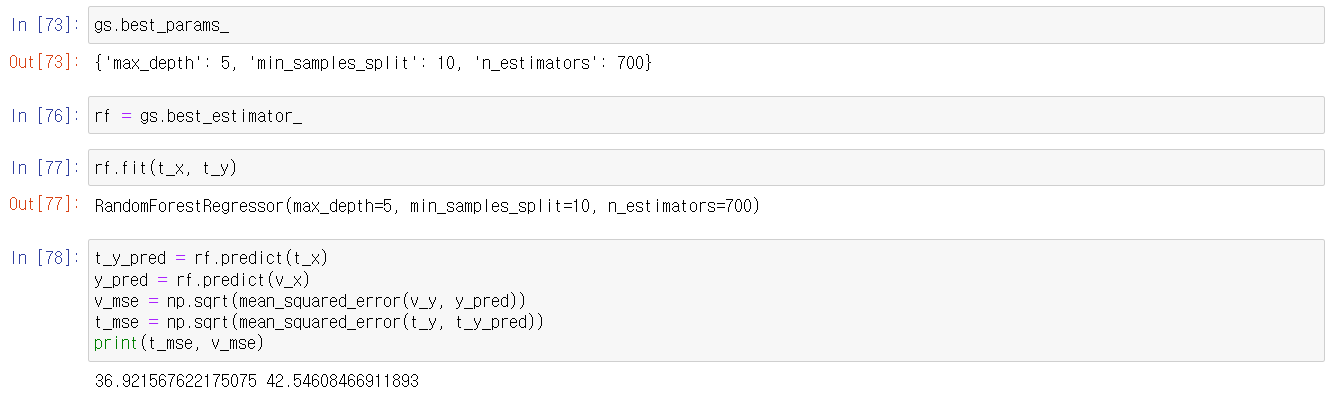 In [73]: gs.best_params_
Out[73]: {'max_depth': 5, 'min_samples_split': 10, 'n_estimators': 700}
In [76]: rf = gs.best_estimator_
In [77]: rf.fit(t_x, t_y)
Out[77]: RandomForestRegressor(max_depth=5, min_samples_split=10, n_estimators=700)
In [78]: t_y_pred = rf.predict(t_x)
y_pred = rf.predict(v_x)
v_mse = np.sqrt(mean_squared_error(v_y, y_pred))
t_mse = np.sqrt(mean_squared_error(t_y, t_y_pred))
print(t_mse, v_mse)
36.921567622175075 42.54608466911893